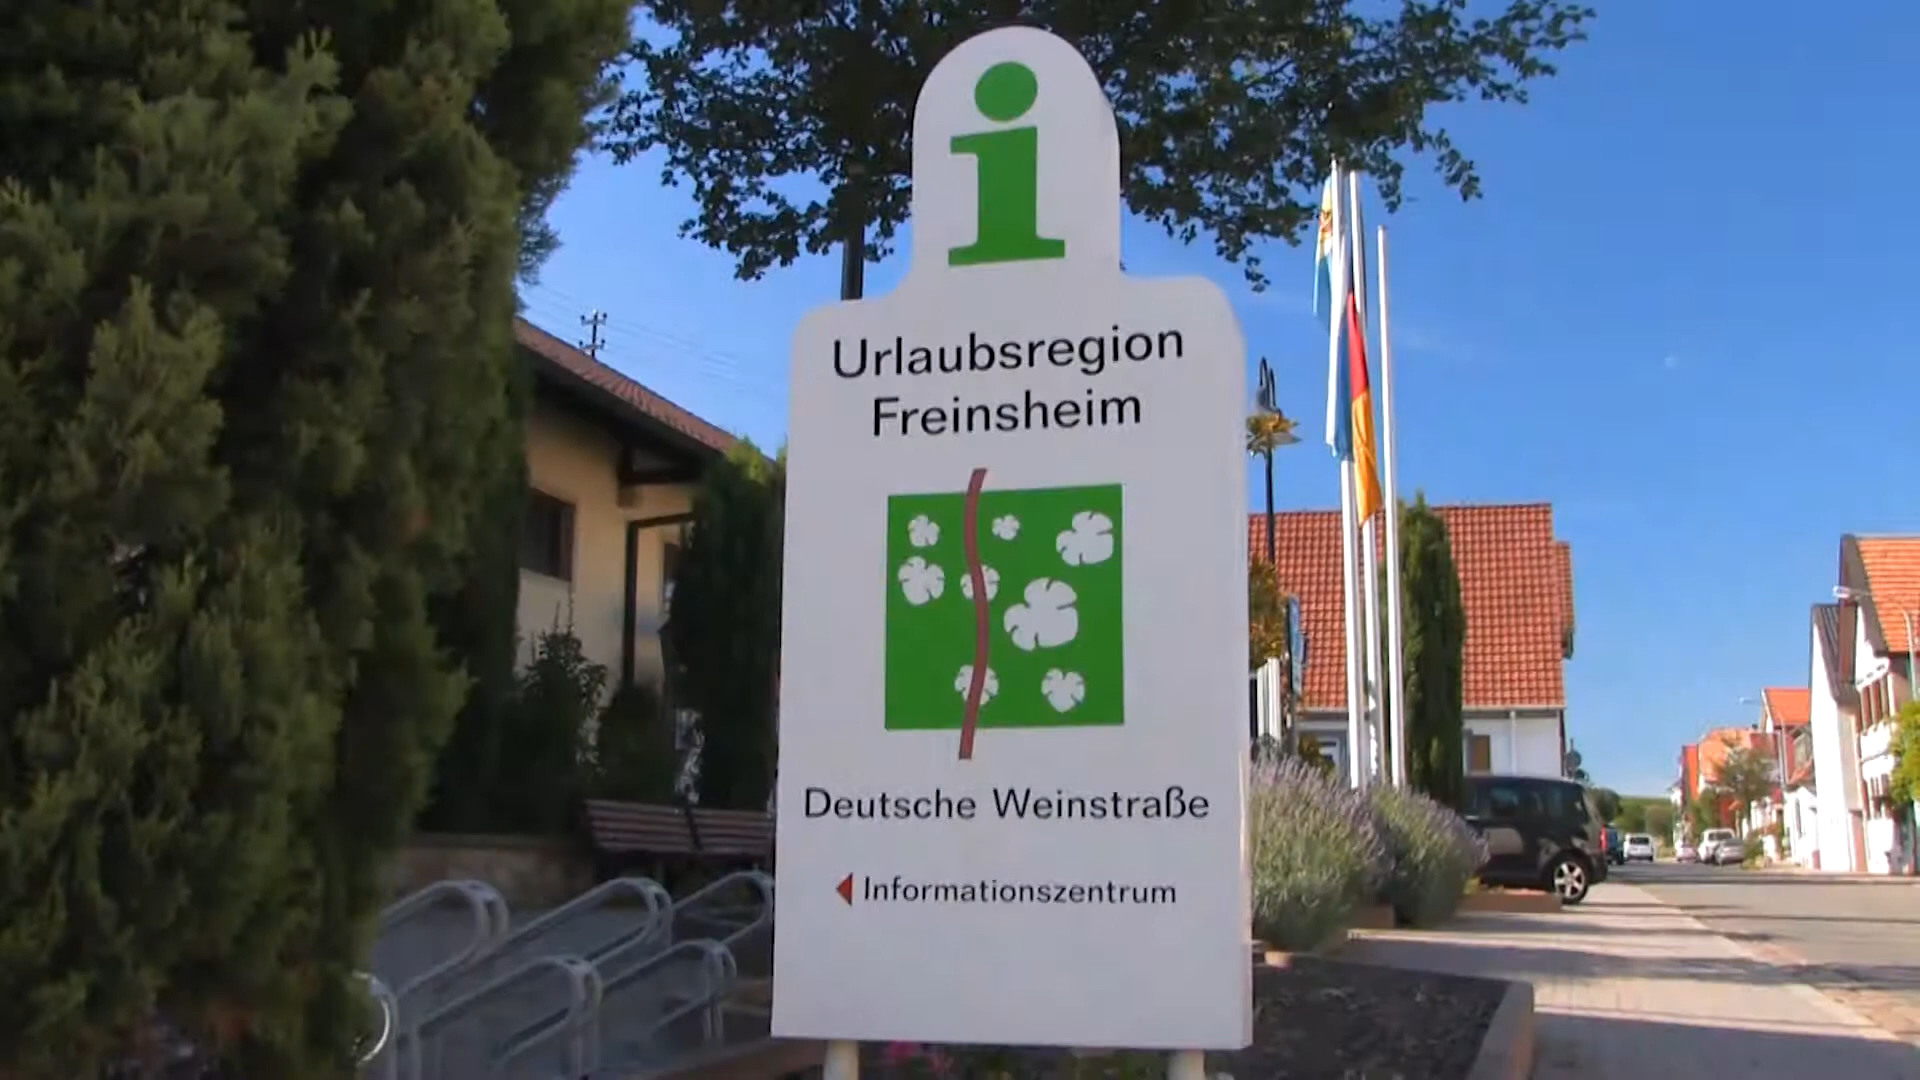 i
Urlaubsregion
Freinsheim
Deutsche Weinstraße
Informationszentrum